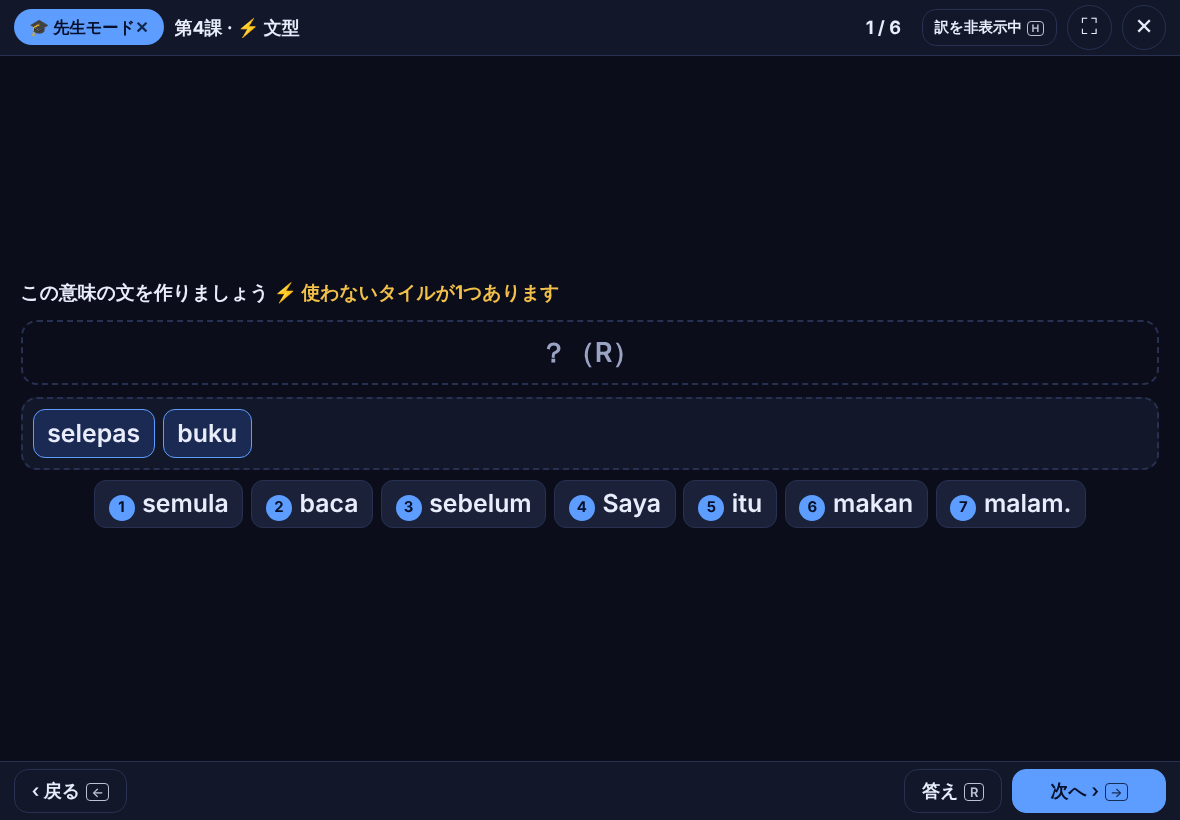 🎓 先生モード✕ 第4課 · ⚡ 文型 1 / 6 訳を非表示中 H ✕
この意味の文を作りましょう ⚡ 使わないタイルが1つあります
？（R）
selepas buku
1 semula 2 baca 3 sebelum 4 Saya 5 itu 6 makan 7 malam.
‹ 戻る ← 答え R 次へ › →